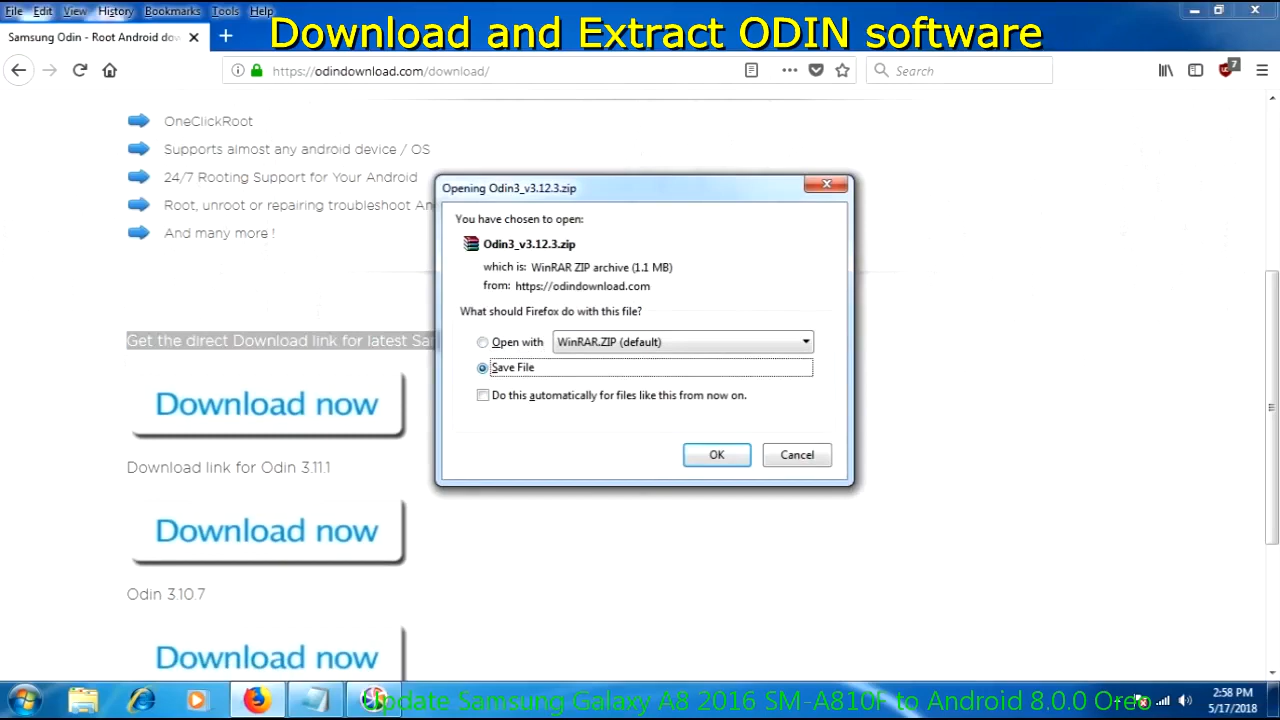 File Edit View History Bookmarks Tools Help
Download and Extract ODIN software
Samsung Odin - Root Android dow
https://odindownload.com/download/
Search
7
OneClickRoot
Supports almost any android device / OS
24/7 Rooting Support for Your Android
Root, unroot or repairing troubleshoot An
And many more !
Opening Odin3_v3.12.3.zip
You have chosen to open:
Odin3_v3.12.3.zip
which is: WinRAR ZIP archive (1.1 MB)
from: https://odindownload.com
What should Firefox do with this file?
Open with WinRAR.ZIP (default)
Save File
Do this automatically for files like this from now on.
OK Cancel
Get the direct Download link for latest Sa
Download now
Download link for Odin 3.11.1
Download now
Odin 3.10.7
Download now
Update Samsung Galaxy A8 2016 SM-A810F to Android 8.0.0 Oreo
2:58 PM
5/17/2018